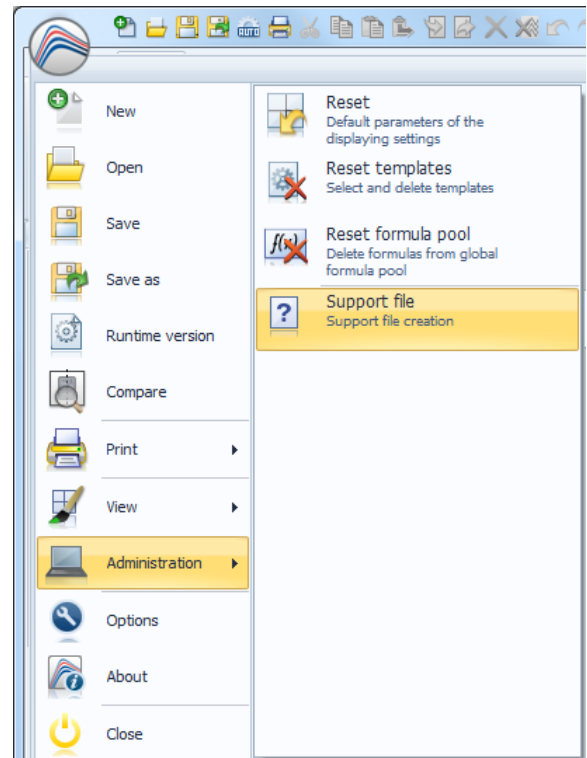 AUTO
New
Open
Save
Save as
Runtime version
Compare
Print
View
Administration
Options
About
Close
Reset
Default parameters of the
displaying settings
Reset templates
Select and delete templates
f(x)
Reset formula pool
Delete formulas from global
formula pool
?
Support file
Support file creation